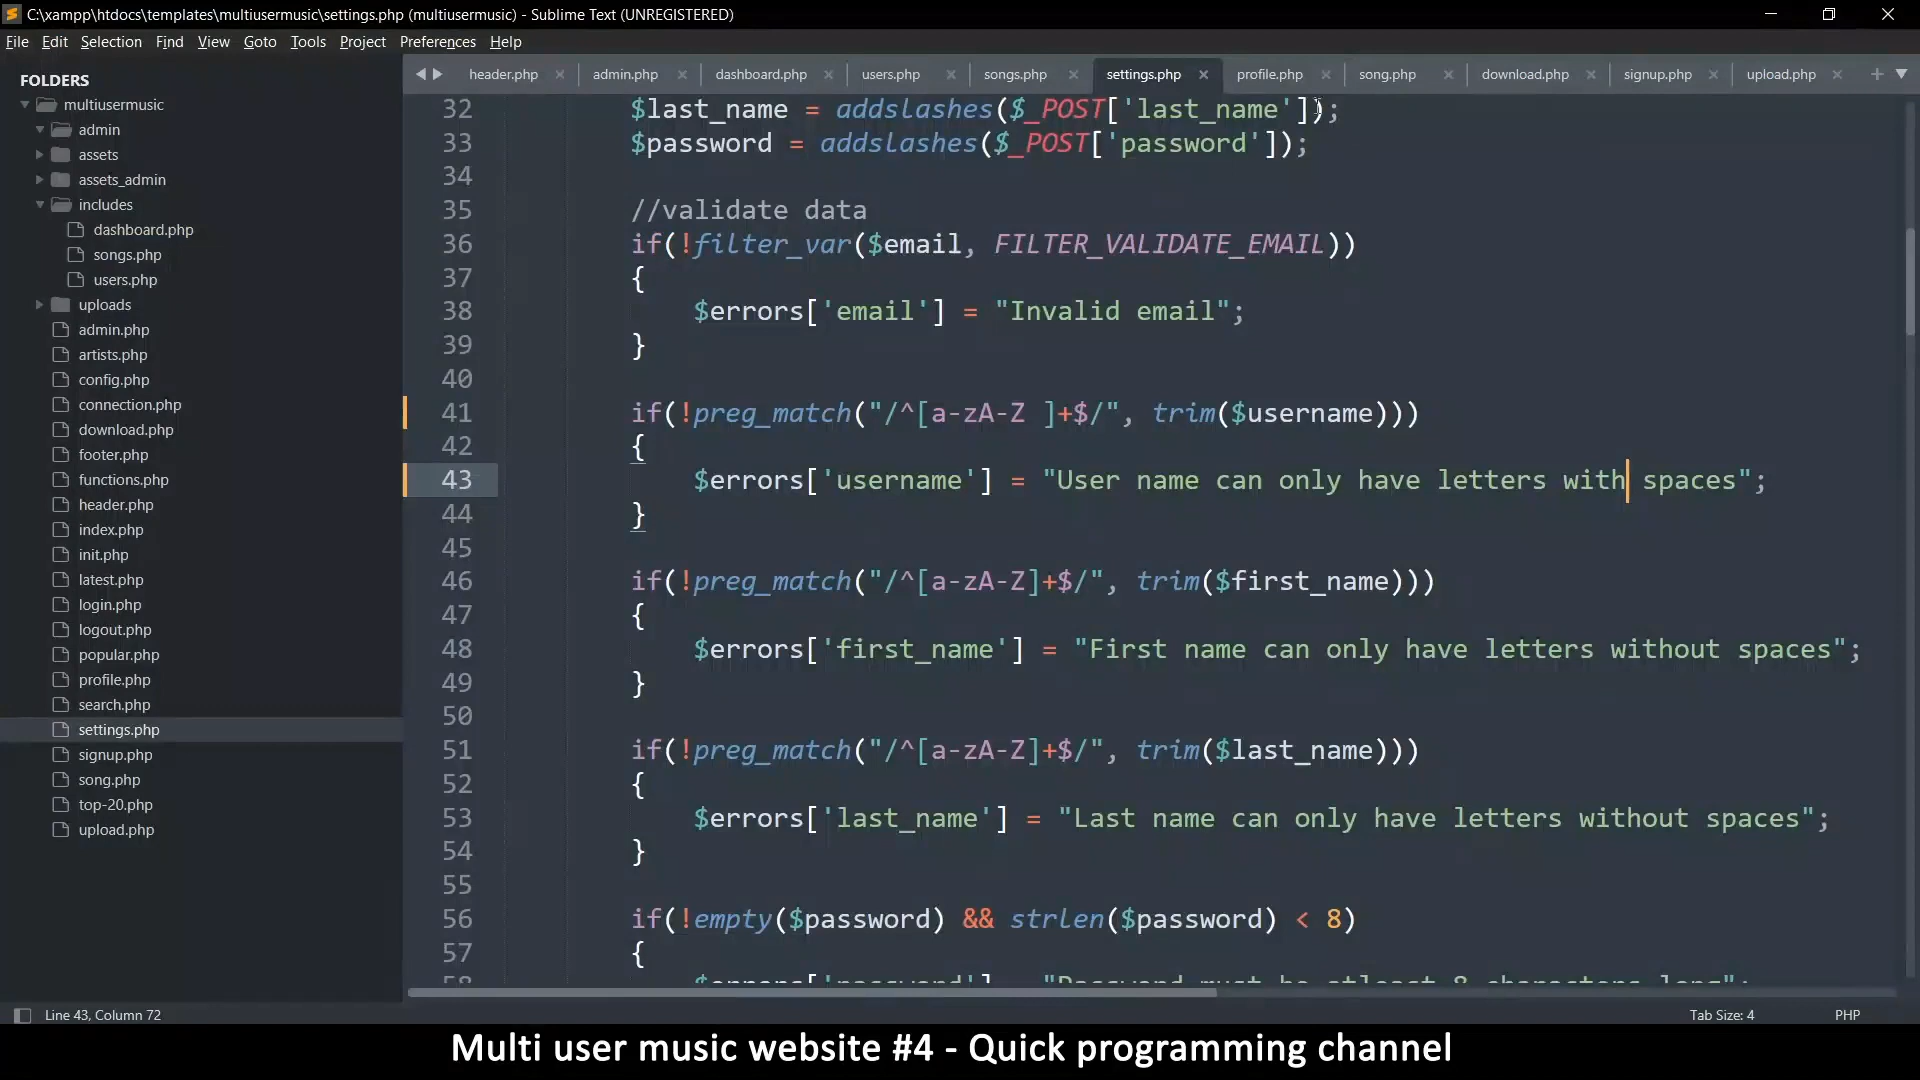 C:\xampp\htdocs\templates\multiusermusic\settings.php (multiusermusic) - Sublime Text (UNREGISTERED)
File Edit Selection Find View Goto Tools Project Preferences Help
FOLDERS
multiusermusic
admin
assets
assets_admin
includes
dashboard.php
songs.php
users.php
uploads
admin.php
artists.php
config.php
connection.php
download.php
footer.php
functions.php
header.php
index.php
init.php
latest.php
login.php
logout.php
popular.php
profile.php
search.php
settings.php
signup.php
song.php
top-20.php
upload.php
header.php admin.php dashboard.php users.php songs.php settings.php profile.php song.php download.php signup.php upload.php
32 $last_name = addslashes($_POST['last_name']);
33 $password = addslashes($_POST['password']);
34
35 //validate data
36 if(!filter_var($email, FILTER_VALIDATE_EMAIL))
37 {
38 $errors['email'] = "Invalid email";
39 }
40
41 if(!preg_match("/^[a-zA-Z ]+$/", trim($username)))
42 {
43 $errors['username'] = "User name can only have letters with spaces";
44 }
45
46 if(!preg_match("/^[a-zA-Z]+$/", trim($first_name)))
47 {
48 $errors['first_name'] = "First name can only have letters without spaces";
49 }
50
51 if(!preg_match("/^[a-zA-Z]+$/", trim($last_name)))
52 {
53 $errors['last_name'] = "Last name can only have letters without spaces";
54 }
55
56 if(!empty($password) && strlen($password) < 8)
57 {
58 $errors['password'] = "Password must be atleast 8 characters long";
Line 43, Column 72 Tab Size: 4 PHP
Multi user music website #4 - Quick programming channel